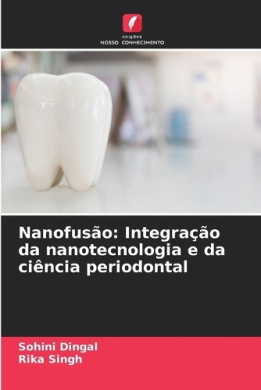 edições
NOSSO CONHECIMENTO
Nanofusão: Integração
da nanotecnologia e da
ciência periodontal
Sohini Dingal
Rika Singh